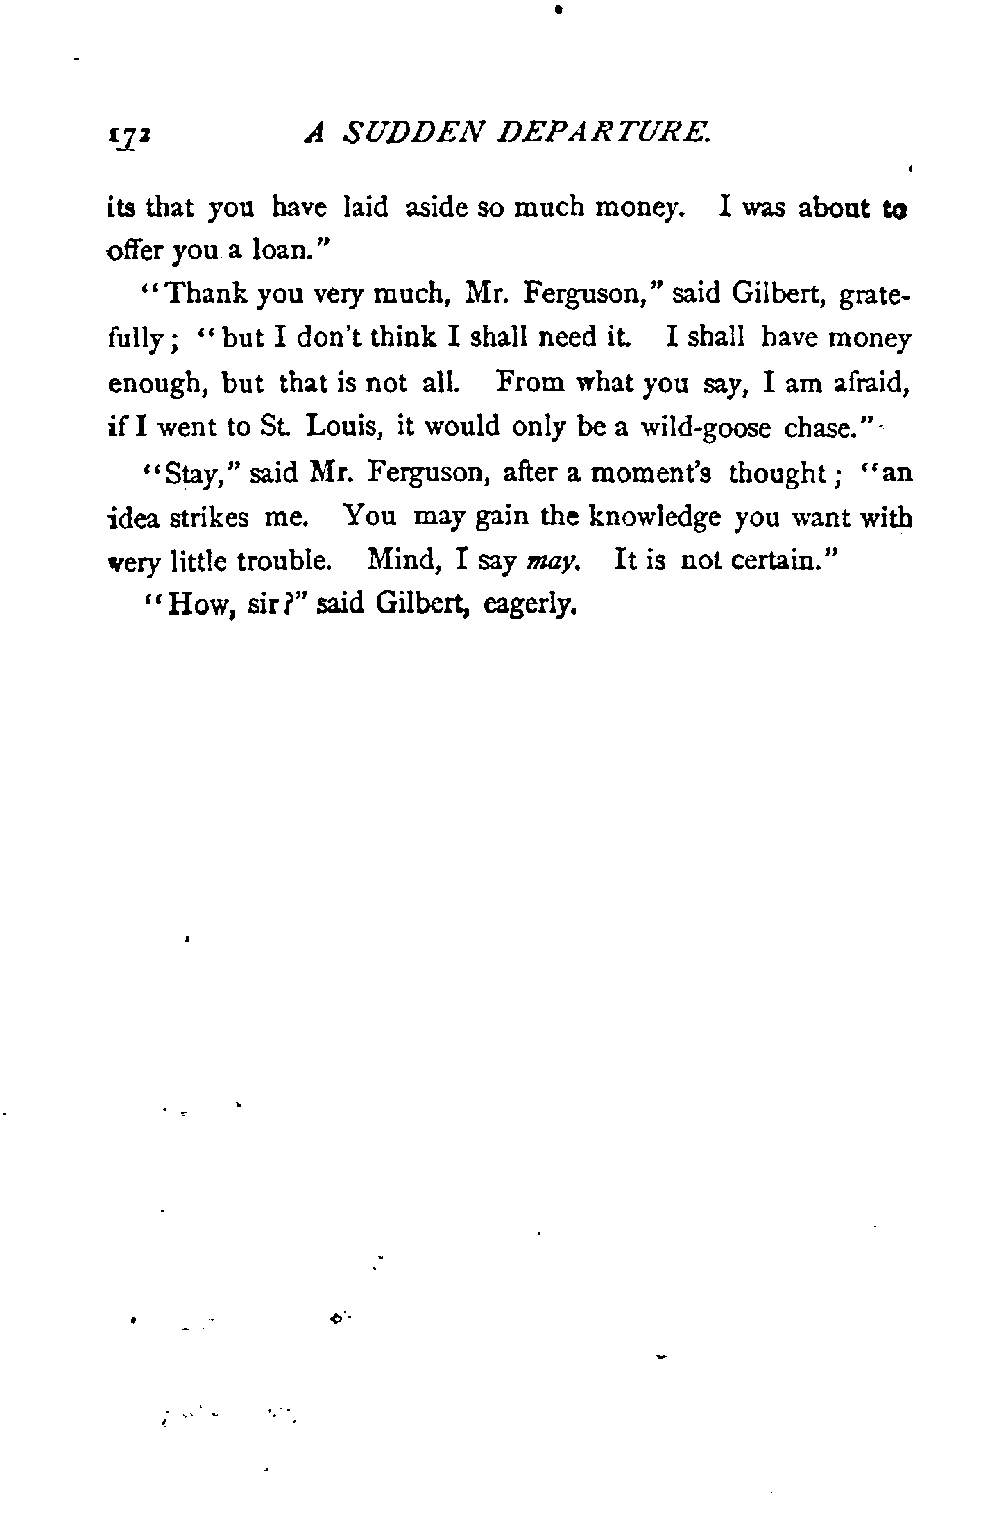 172 A SUDDEN DEPARTURE.
its that you have laid aside so much money. I was about to
offer you a loan."
"Thank you very much, Mr. Ferguson," said Gilbert, grate-
fully; "but I don't think I shall need it. I shall have money
enough, but that is not all. From what you say, I am afraid,
if I went to St. Louis, it would only be a wild-goose chase."
"Stay," said Mr. Ferguson, after a moment's thought; "an
idea strikes me. You may gain the knowledge you want with
very little trouble. Mind, I say may. It is not certain."
"How, sir?" said Gilbert, eagerly.